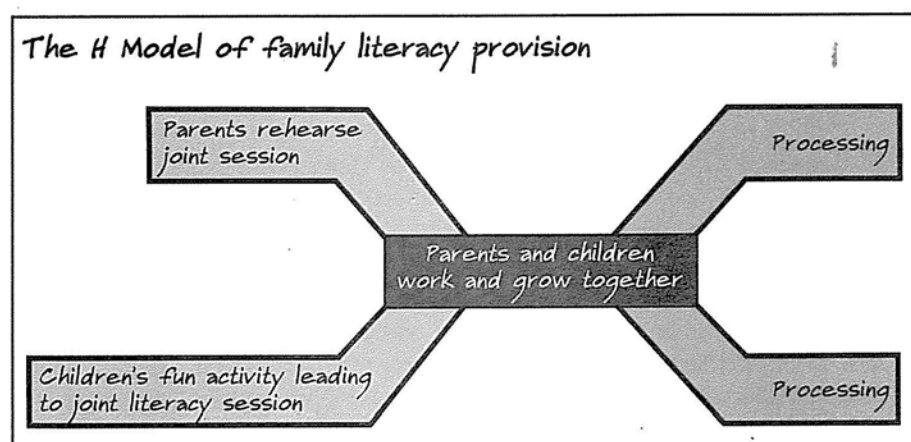 The H Model of family literacy provision
Parents rehearse
joint session
Processing
Parents and children
work and grow together
Children's fun activity leading
to joint literacy session
Processing